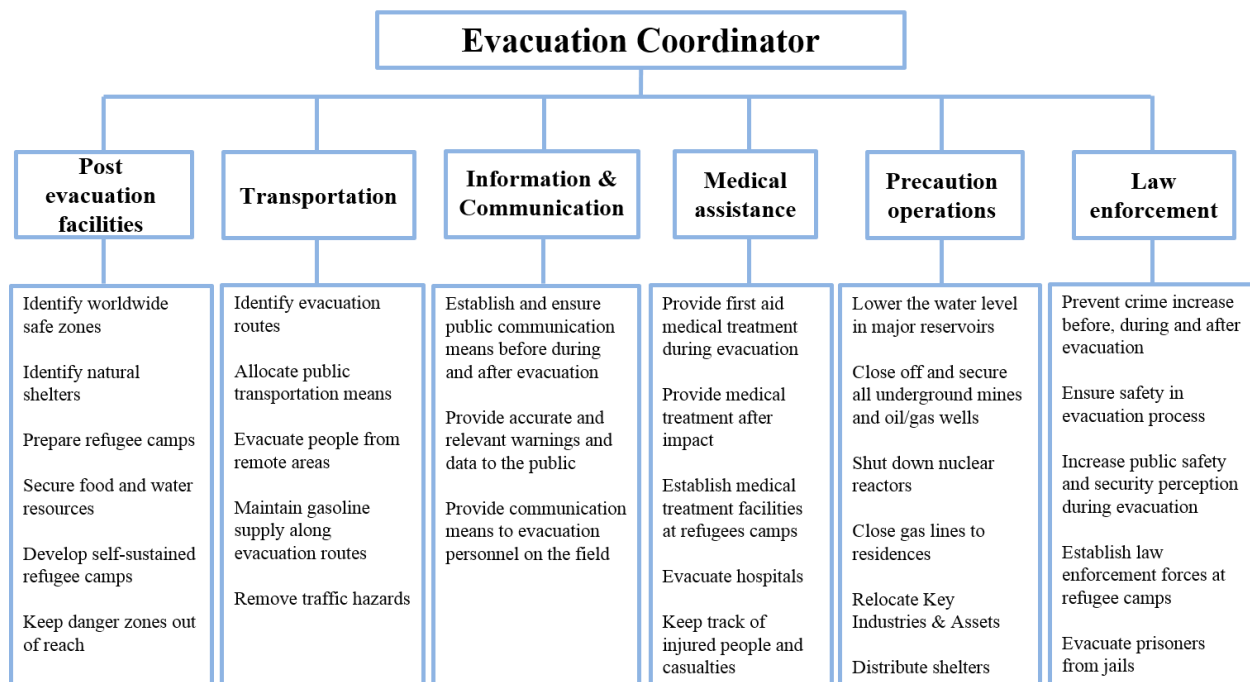 Evacuation Coordinator
Post
evacuation
facilities
Transportation
Information &
Communication
Medical
assistance
Precaution
operations
Law
enforcement
Identify worldwide
safe zones
Identify natural
shelters
Prepare refugee camps
Secure food and water
resources
Develop self-sustained
refugee camps
Keep danger zones out
of reach
Identify evacuation
routes
Allocate public
transportation means
Evacuate people from
remote areas
Maintain gasoline
supply along
evacuation routes
Remove traffic hazards
Establish and ensure
public communication
means before during
and after evacuation
Provide accurate and
relevant warnings and
data to the public
Provide communication
means to evacuation
personnel on the field
Provide first aid
medical treatment
during evacuation
Provide medical
treatment after
impact
Establish medical
treatment facilities
at refugees camps
Evacuate hospitals
Keep track of
injured people and
casualties
Lower the water level
in major reservoirs
Close off and secure
all underground mines
and oil/gas wells
Shut down nuclear
reactors
Close gas lines to
residences
Relocate Key
Industries & Assets
Distribute shelters
Prevent crime increase
before, during and after
evacuation
Ensure safety in
evacuation process
Increase public safety
and security perception
during evacuation
Establish law
enforcement forces at
refugee camps
Evacuate prisoners
from jails